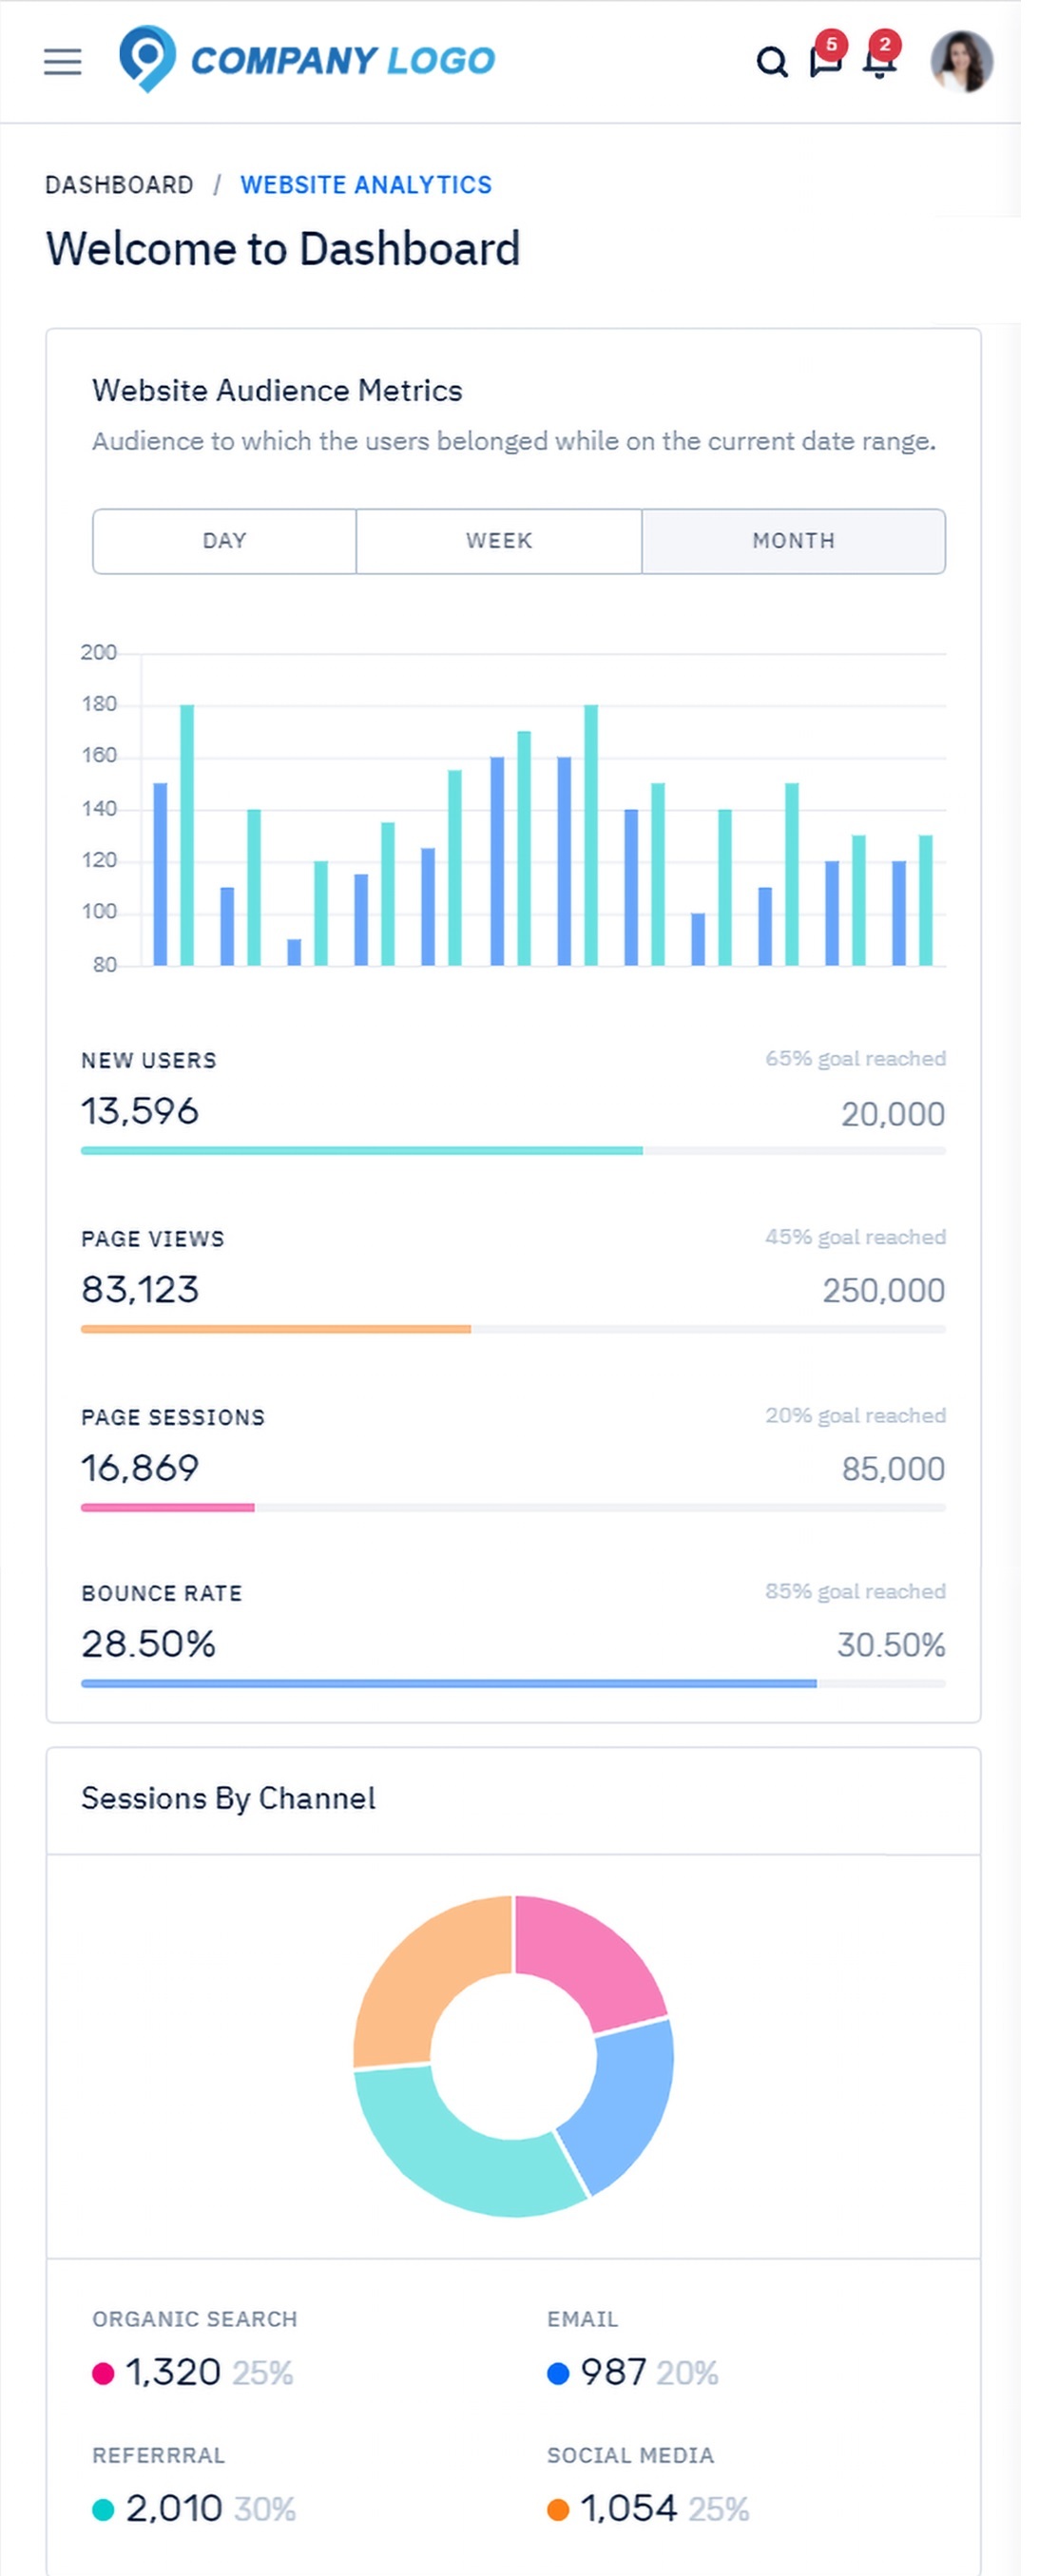 COMPANY LOGO
5
2
DASHBOARD / WEBSITE ANALYTICS
Welcome to Dashboard
Website Audience Metrics
Audience to which the users belonged while on the current date range.
DAY WEEK MONTH
200
180
160
140
120
100
80
NEW USERS 65% goal reached
13,596 20,000
PAGE VIEWS 45% goal reached
83,123 250,000
PAGE SESSIONS 20% goal reached
16,869 85,000
BOUNCE RATE 85% goal reached
28.50% 30.50%
Sessions By Channel
ORGANIC SEARCH EMAIL
1,320 25% 987 20%
REFERRRAL SOCIAL MEDIA
2,010 30% 1,054 25%